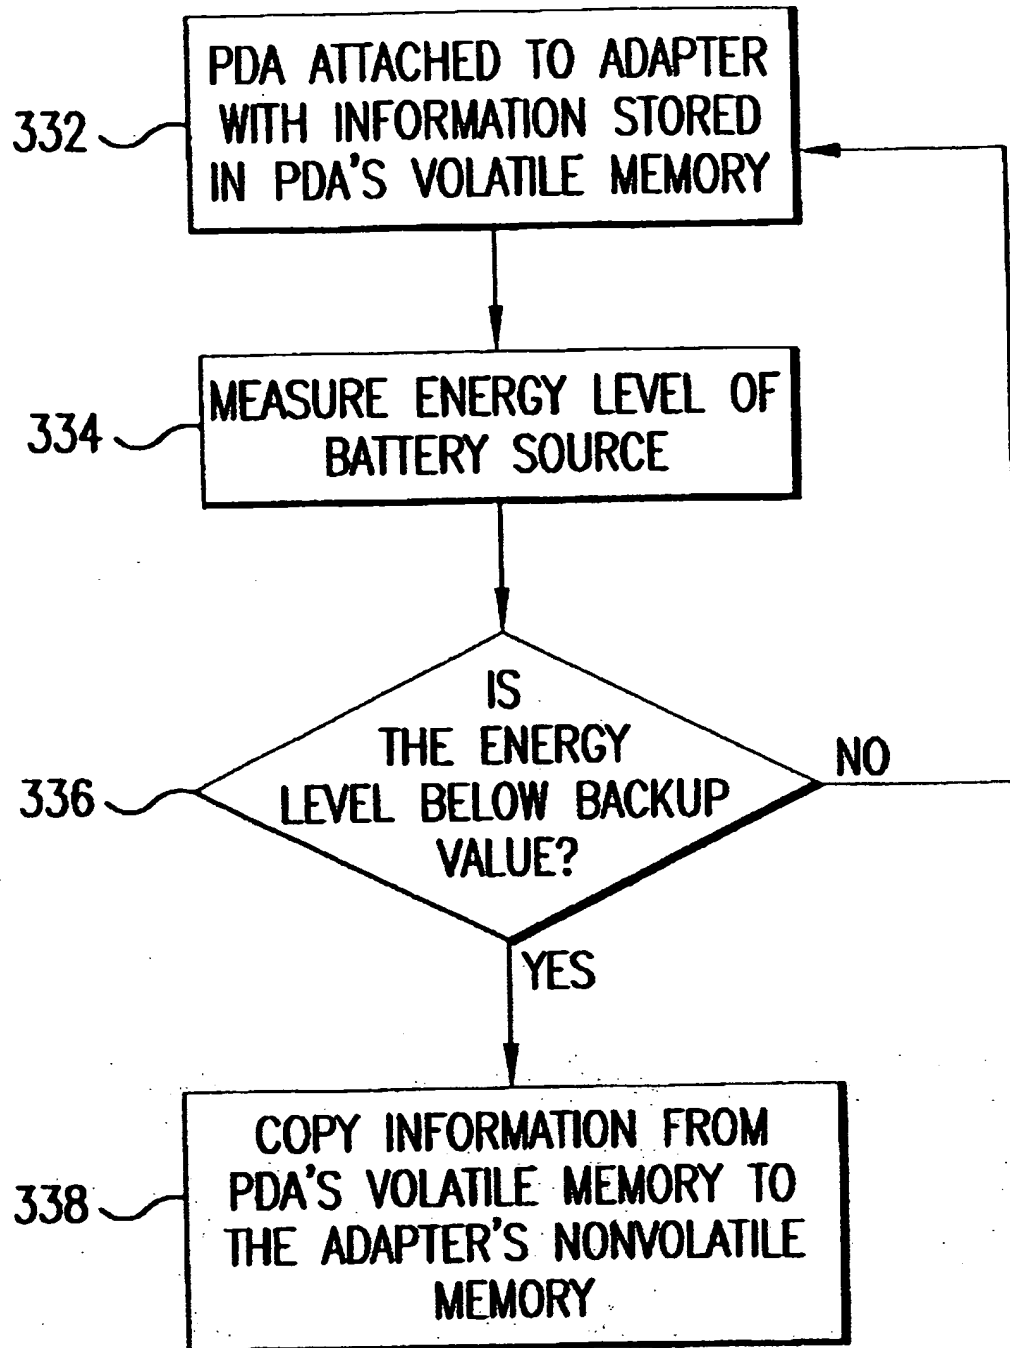 PDA ATTACHED TO ADAPTER
WITH INFORMATION STORED
IN PDA'S VOLATILE MEMORY
332
MEASURE ENERGY LEVEL OF
BATTERY SOURCE
334
IS
THE ENERGY
LEVEL BELOW BACKUP
VALUE?
336
NO
YES
COPY INFORMATION FROM
PDA'S VOLATILE MEMORY TO
THE ADAPTER'S NONVOLATILE
MEMORY
338